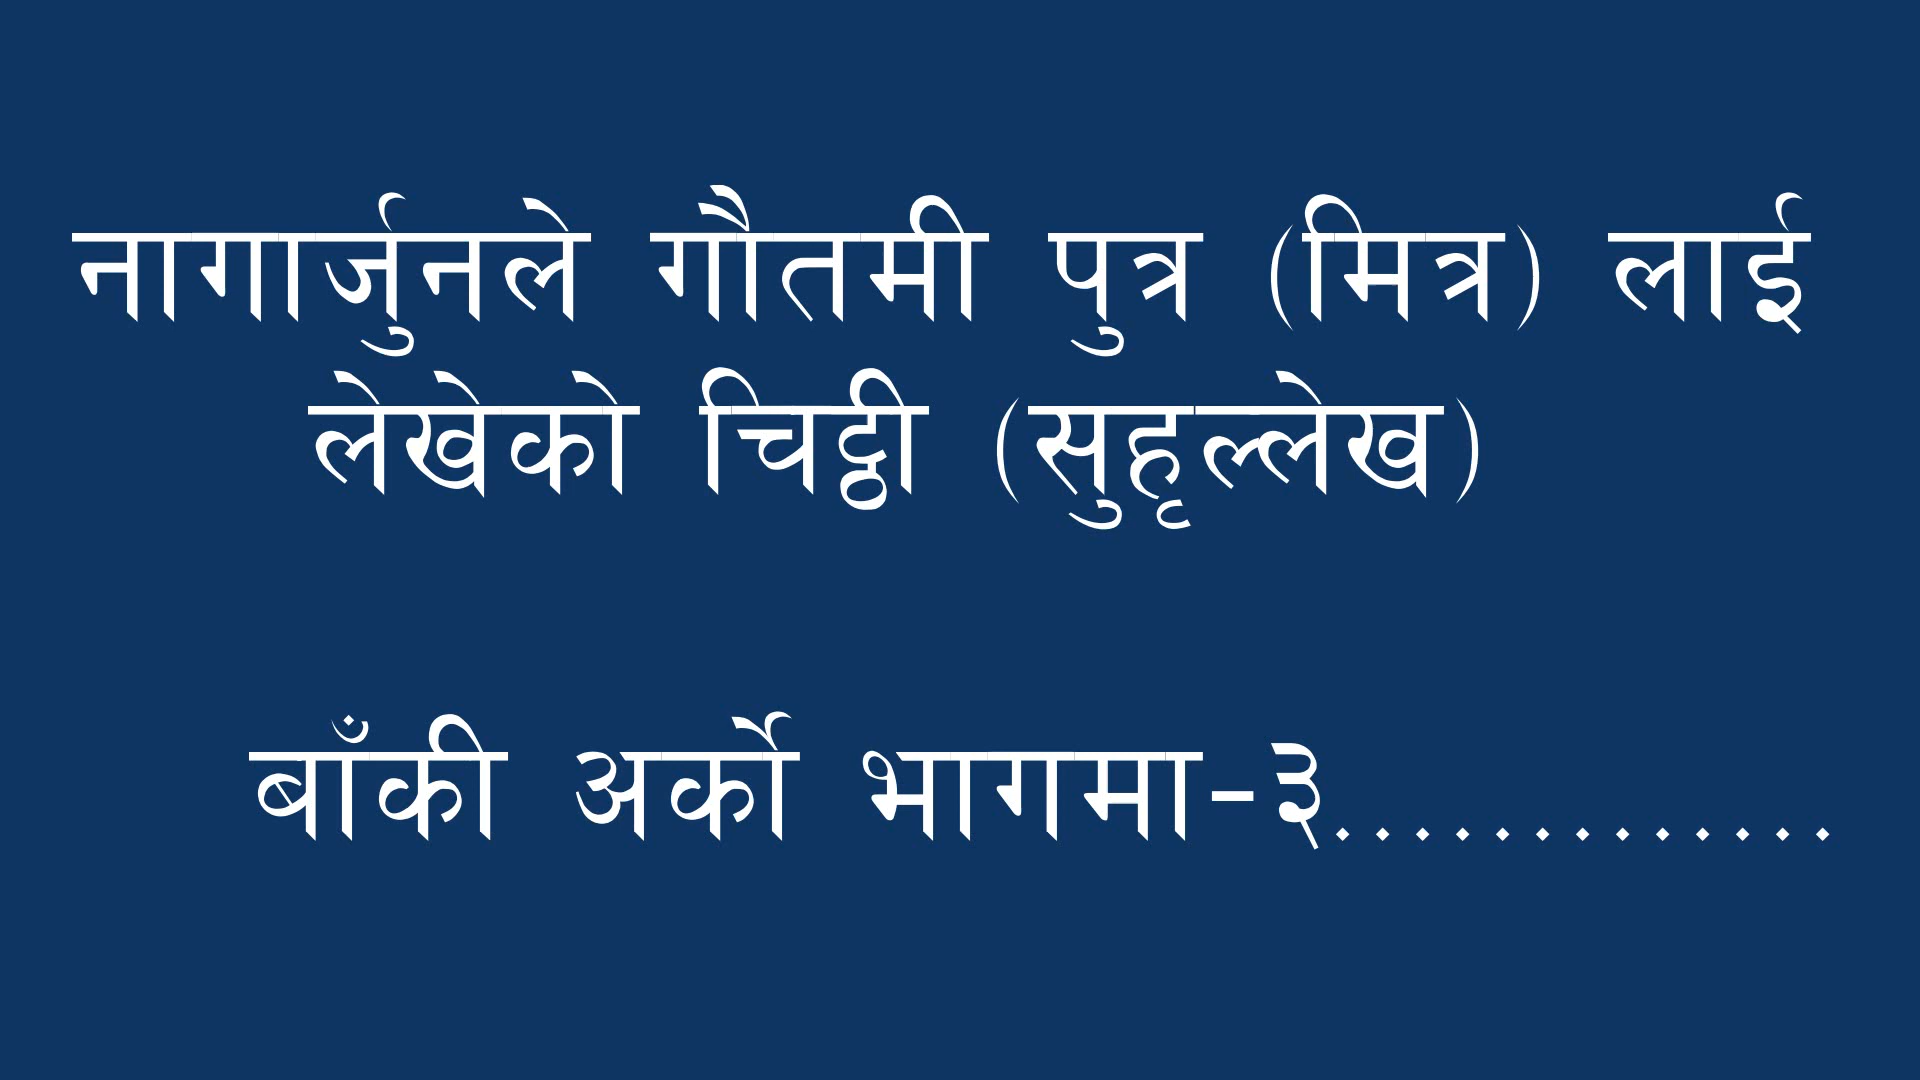 नागार्जुनले गौतमी पुत्र (मित्र) लाई
लेखेको चिट्ठी (सुहृल्लेख)
बाँकी अर्को भागमा-३.............